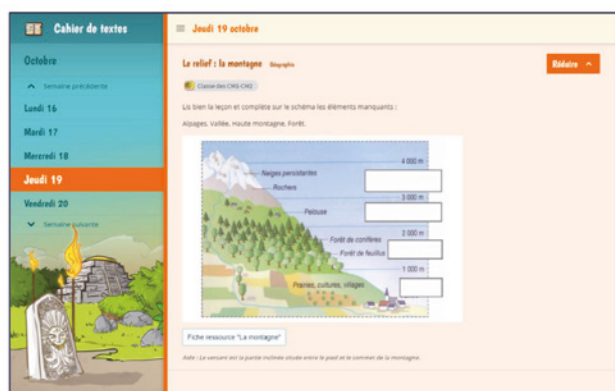 Cahier de textes
Octobre
Semaine précédente
Lundi 16
Mardi 17
Mercredi 18
Jeudi 19
Vendredi 20
Semaine suivante
Jeudi 19 octobre
Le relief : la montagne Géographie
Réduire
Classe des CM1-CM2
Lis bien la leçon et complète sur le schéma les éléments manquants :
Alpages, Vallée, Haute montagne, Forêt.
4 000 m
Neiges persistantes
Rochers
3 000 m
Pelouse
2 000 m
Forêt de conifères
Forêt de feuillus
1 000 m
Prairies, cultures, villages
Fiche ressource "La montagne"
Aide : Le versant est la partie inclinée située entre le pied et le sommet de la montagne.